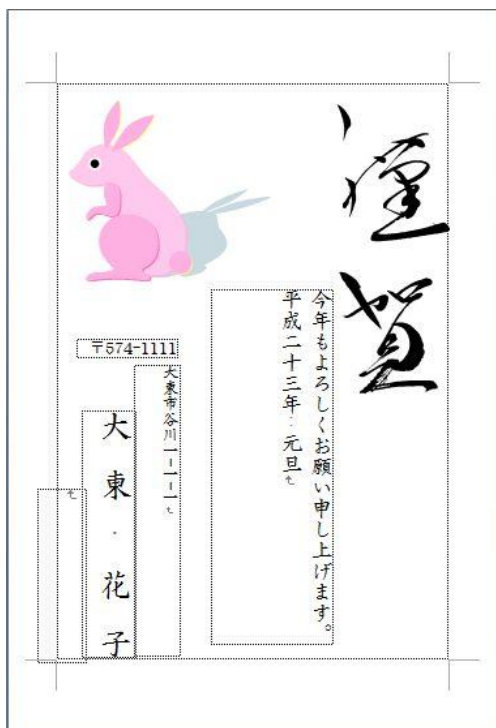 謹賀
今年もよろしくお願い申し上げます。
平成二十三年 元旦
〒574-1111
大東市谷川一-一-一
大東 花子